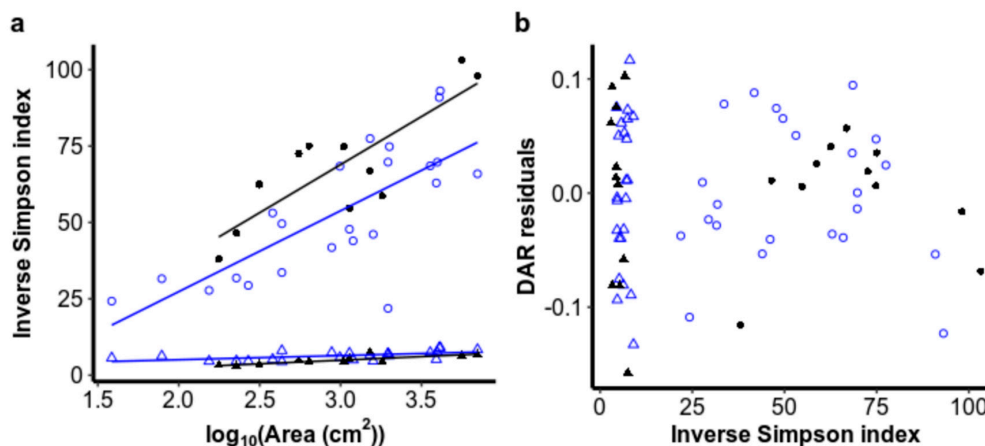 a
Inverse Simpson index
100
75
50
25
0
1.5 2.0 2.5 3.0 3.5
log₁₀(Area (cm²))
b
DAR residuals
0.1
0.0
-0.1
0 25 50 75 100
Inverse Simpson index